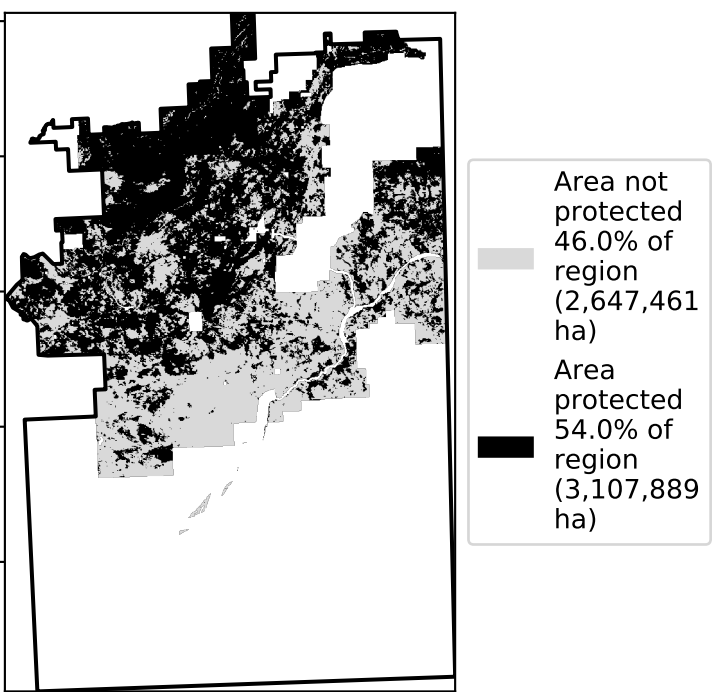 Area not
protected
46.0% of
region
(2,647,461
ha)
Area
protected
54.0% of
region
(3,107,889
ha)